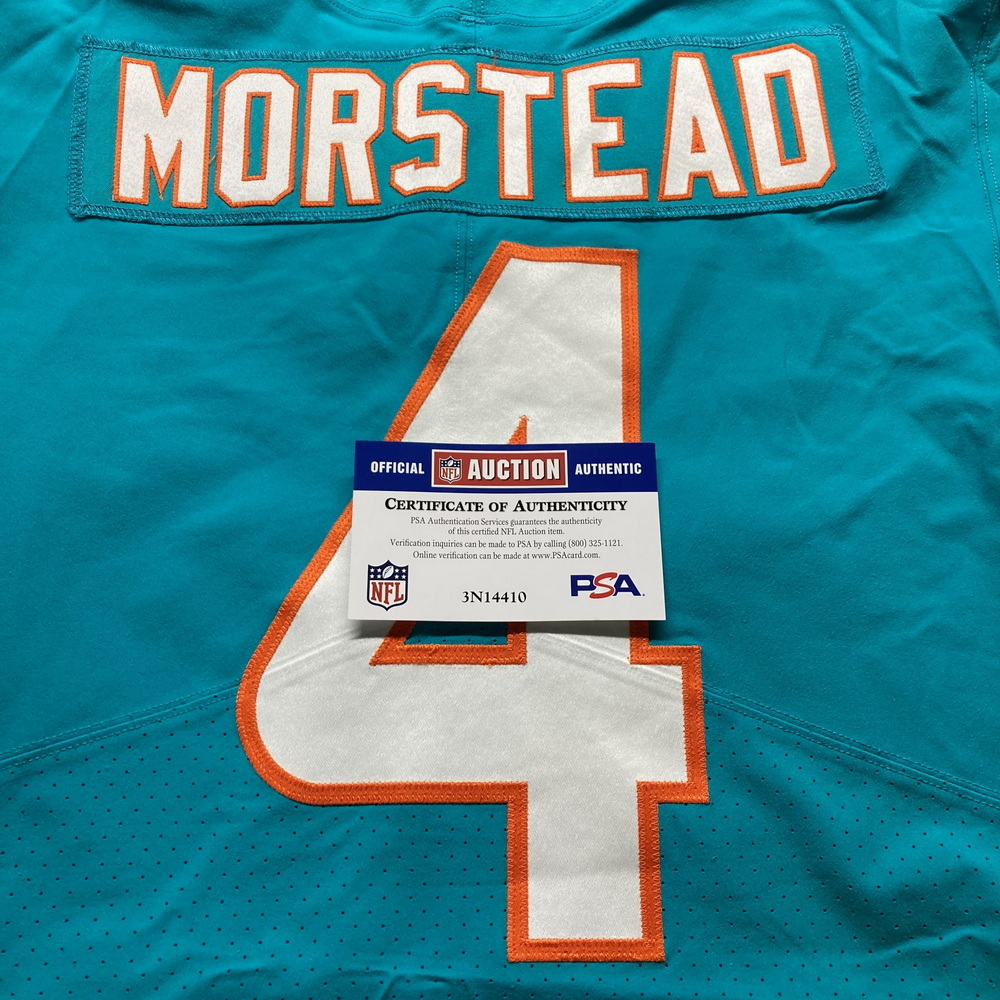 MORSTEAD
4
OFFICIAL NFL AUCTION AUTHENTIC
CERTIFICATE OF AUTHENTICITY
PSA Authentication Services guarantees the authenticity
of this certified NFL Auction item.
Verification inquiries can be made to PSA by calling (800) 325-1121.
Online verification can be made at www.PSAcard.com.
NFL 3N14410 PSA